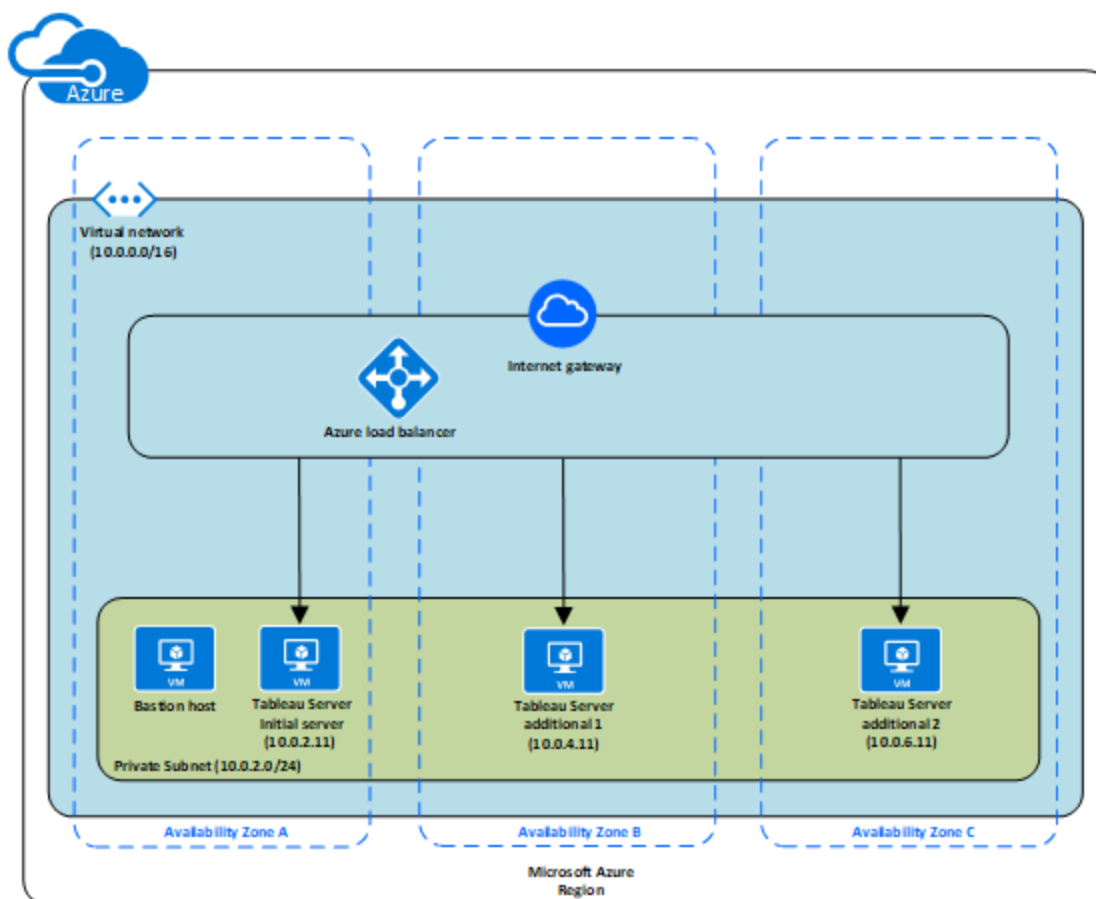 Azure
Virtual network
(10.0.0.0/16)
Internet gateway
Azure load balancer
VM
Bastion host
VM
Tableau Server
Initial server
(10.0.2.11)
VM
Tableau Server
additional 1
(10.0.4.11)
VM
Tableau Server
additional 2
(10.0.6.11)
Private Subnet (10.0.2.0/24)
Availability Zone A
Availability Zone B
Availability Zone C
Microsoft Azure
Region